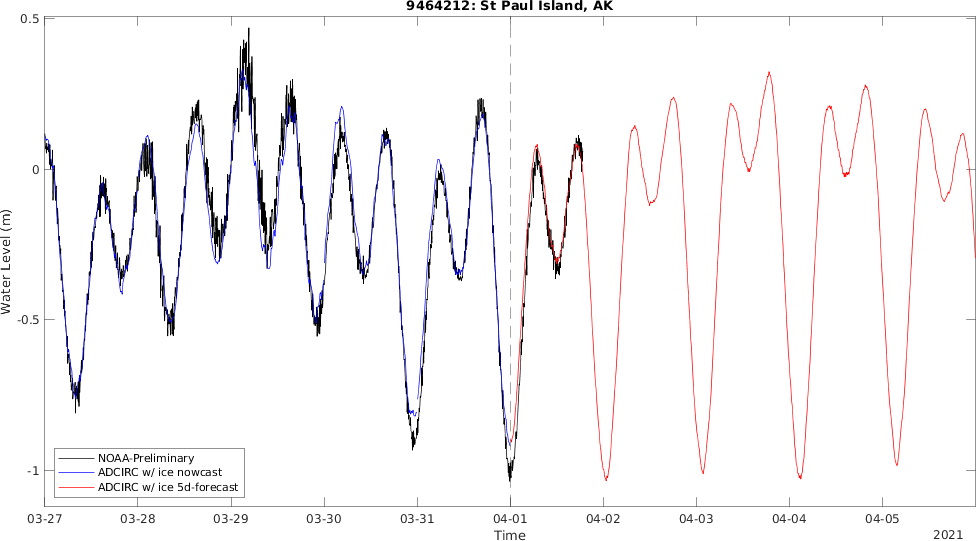 9464212: St Paul Island, AK
0.5
0
-0.5
-1
Water Level (m)
NOAA-Preliminary
ADCIRC w/ ice nowcast
ADCIRC w/ ice 5d-forecast
03-27 03-28 03-29 03-30 03-31 04-01 04-02 04-03 04-04 04-05
Time
2021